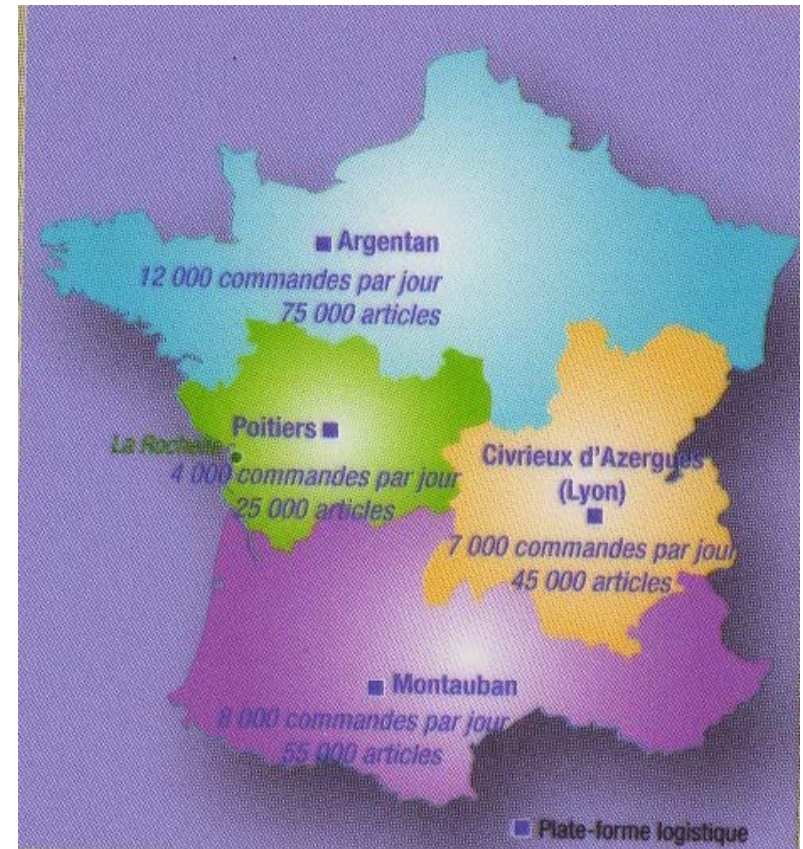 Argentan
12 000 commandes par jour
75 000 articles
Poitiers
La Rochelle
4 000 commandes par jour
25 000 articles
Civrieux d'Azergues
(Lyon)
7 000 commandes par jour
45 000 articles
Montauban
8 000 commandes par jour
55 000 articles
Plate-forme logistique